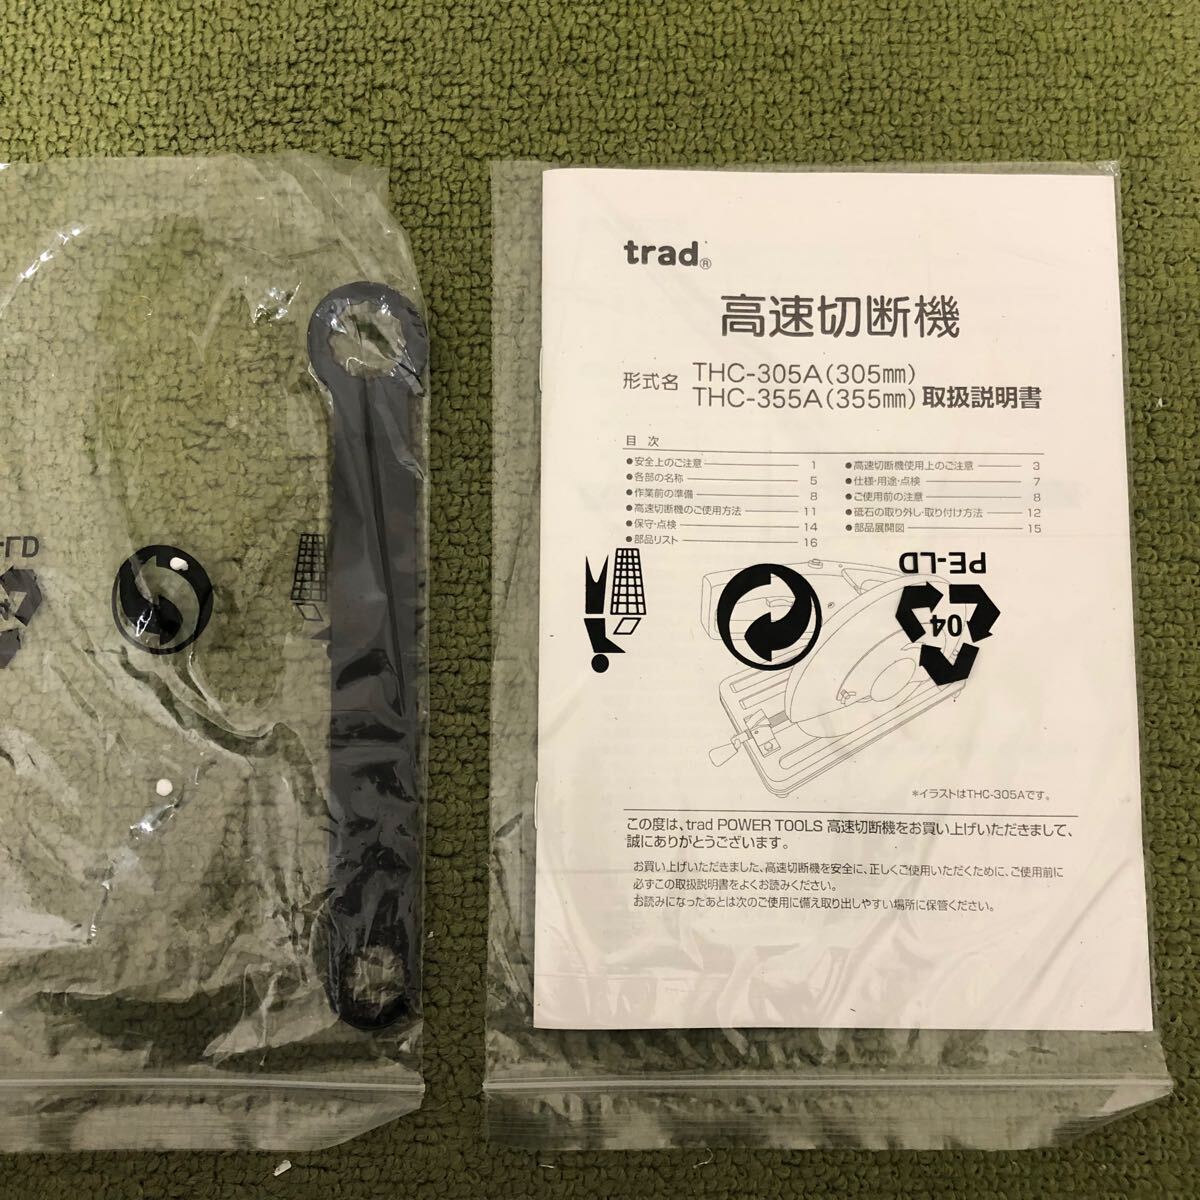 trad®
高速切断機
形式名 THC-305A(305㎜)
THC-355A(355㎜) 取扱説明書
目 次
●安全上のご注意 1
●各部の名称 5
●作業前の準備 8
●高速切断機のご使用方法 11
●保守・点検 14
●部品リスト 16
●高速切断機使用上のご注意 3
●仕様・用途・点検 7
●ご使用前の注意 8
●砥石の取り外し・取り付け方法 12
●部品展開図 15
PE-LD
04
*イラストはTHC-305Aです。
この度は、trad POWER TOOLS 高速切断機をお買い上げいただきまして、
誠にありがとうございます。
お買い上げいただきました、高速切断機を安全に、正しくご使用いただくために、ご使用前に
必ずこの取扱説明書をよくお読みください。
お読みになったあとは次のご使用に備え取り出しやすい場所に保管ください。
-LD